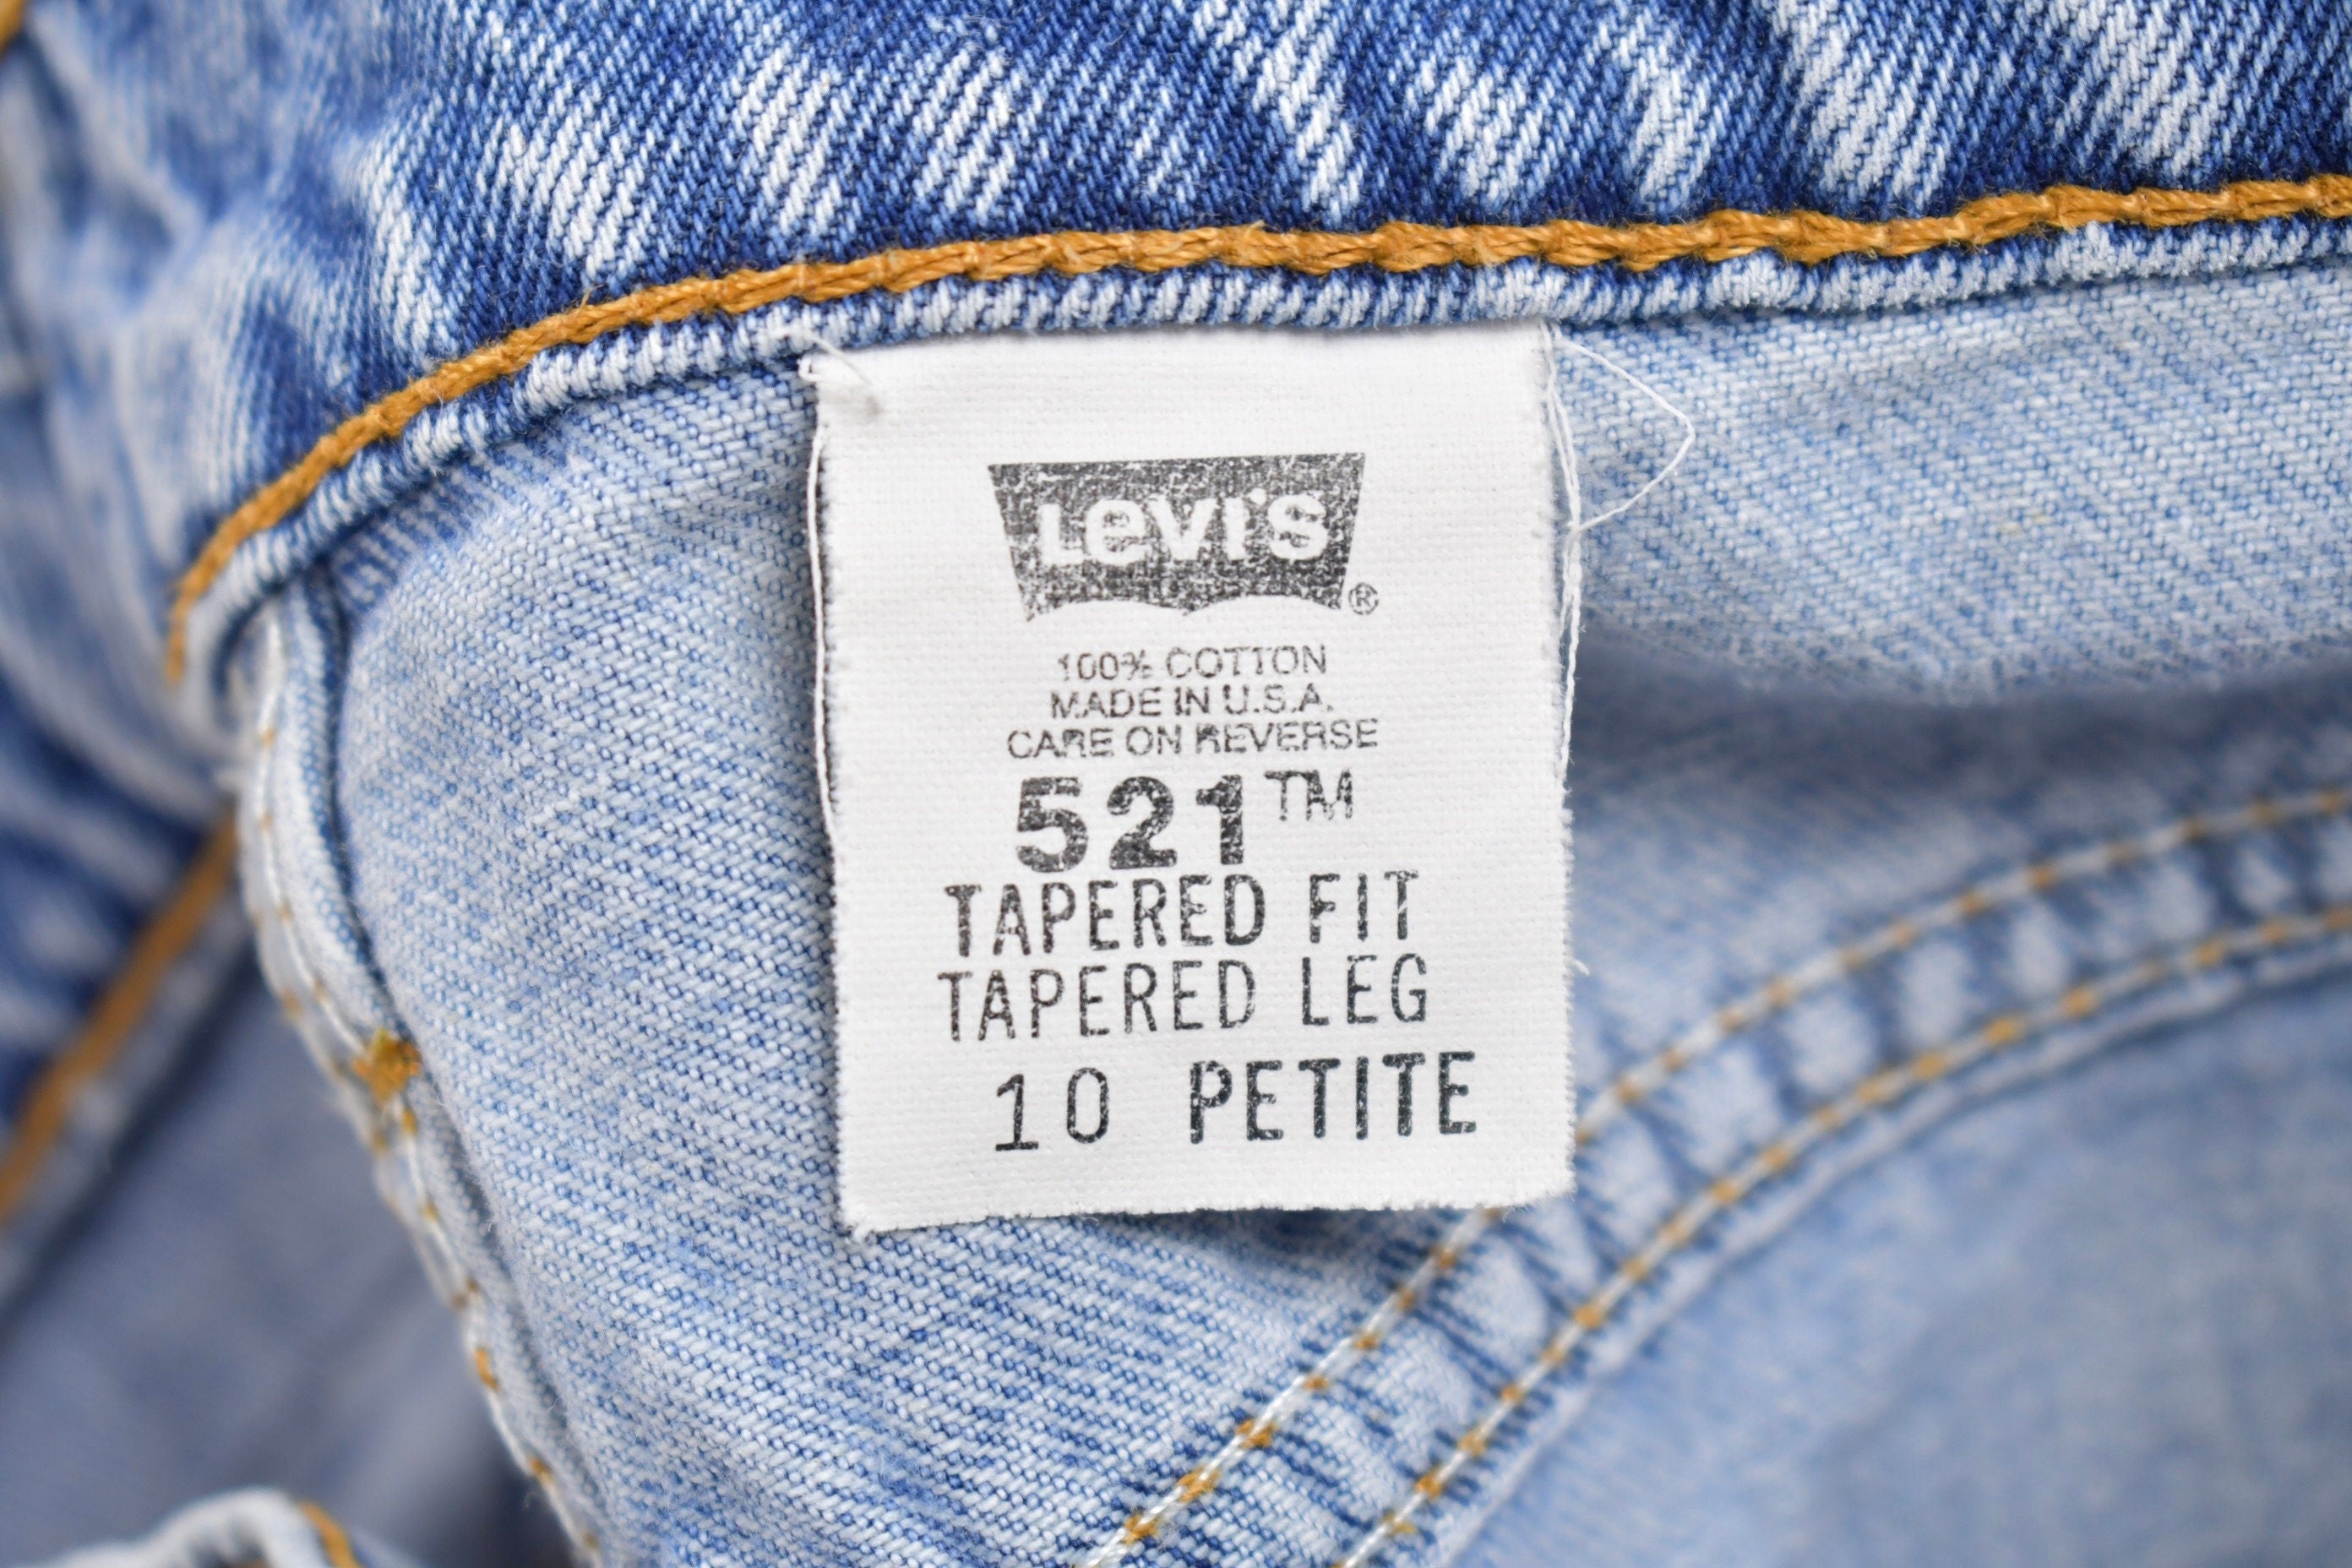 Levi's ®
100% COTTON
MADE IN U.S.A.
CARE ON REVERSE
521™
TAPERED FIT
TAPERED LEG
10 PETITE